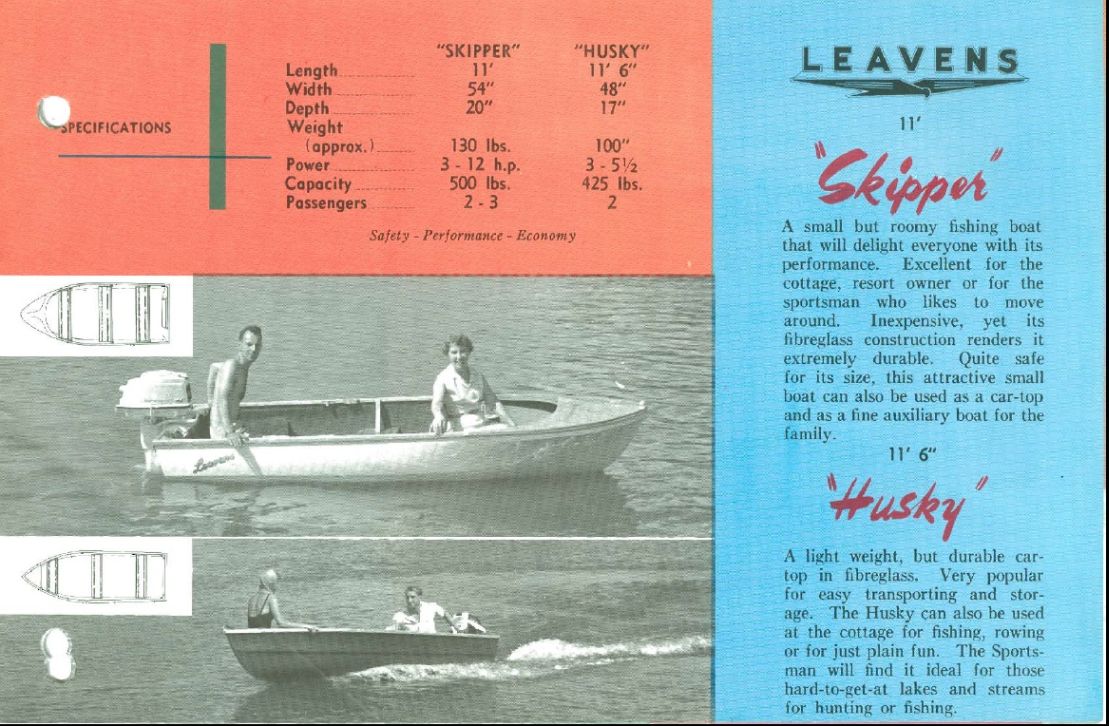 SPECIFICATIONS
"SKIPPER" "HUSKY"
Length 11' 11' 6"
Width 54" 48"
Depth 20" 17"
Weight
(approx.) 130 lbs. 100"
Power 3 - 12 h.p. 3 - 5½
Capacity 500 lbs. 425 lbs.
Passengers 2 - 3 2
Safety - Performance - Economy
Leavens
LEAVENS
11'
"Skipper"
A small but roomy fishing boat
that will delight everyone with its
performance. Excellent for the
cottage, resort owner or for the
sportsman who likes to move
around. Inexpensive, yet its
fibreglass construction renders it
extremely durable. Quite safe
for its size, this attractive small
boat can also be used as a car-top
and as a fine auxiliary boat for the
family.
11' 6"
"Husky"
A light weight, but durable car-
top in fibreglass. Very popular
for easy transporting and stor-
age. The Husky can also be used
at the cottage for fishing, rowing
or for just plain fun. The Sports-
man will find it ideal for those
hard-to-get-at lakes and streams
for hunting or fishing.